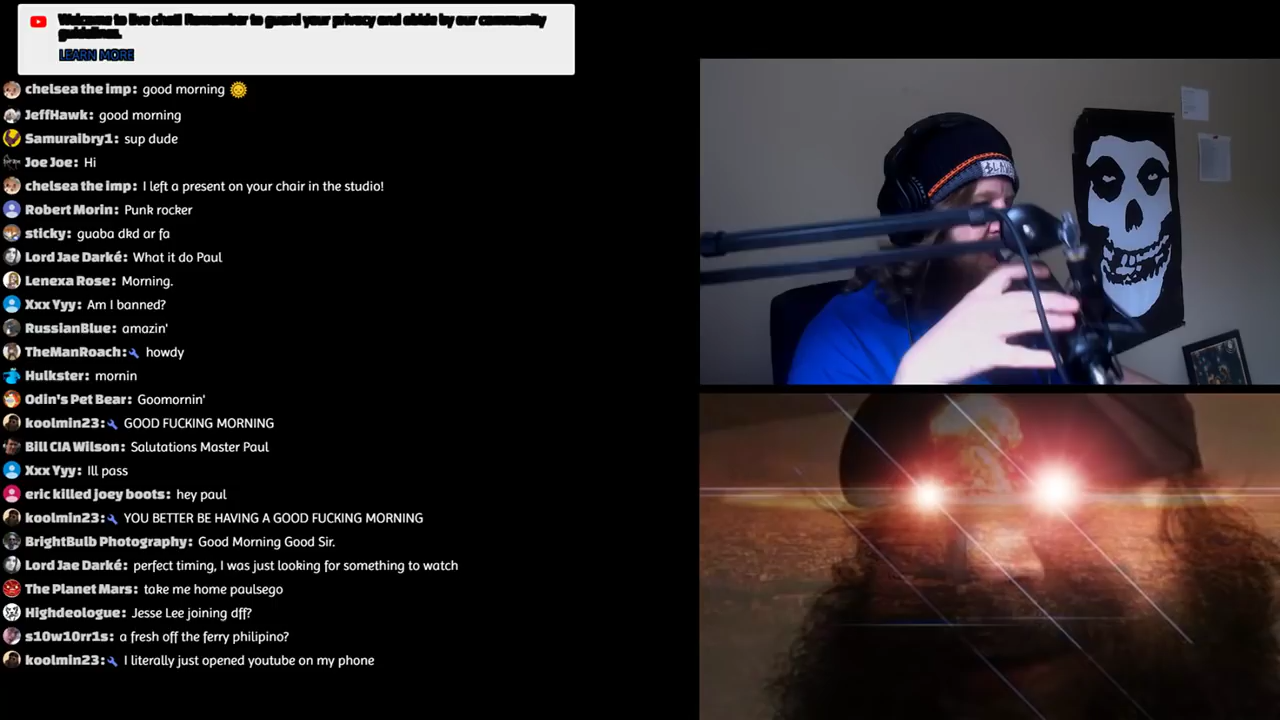 Welcome to live chat! Remember to guard your privacy and abide by our community
guidelines.
LEARN MORE
chelsea the imp: good morning 🌞
JeffHawk: good morning
Samuraibry1: sup dude
Joe Joe: Hi
chelsea the imp: I left a present on your chair in the studio!
Robert Morin: Punk rocker
sticky: guaba dkd ar fa
Lord Jae Darké: What it do Paul
Lenexa Rose: Morning.
Xxx Yyy: Am I banned?
RussianBlue: amazin'
TheManRoach: howdy
Hulkster: mornin
Odin's Pet Bear: Goomornin'
koolmin23: GOOD FUCKING MORNING
Bill CIA Wilson: Salutations Master Paul
Xxx Yyy: Ill pass
eric killed joey boots: hey paul
koolmin23: YOU BETTER BE HAVING A GOOD FUCKING MORNING
BrightBulb Photography: Good Morning Good Sir.
Lord Jae Darké: perfect timing, I was just looking for something to watch
The Planet Mars: take me home paulsego
Highdeologue: Jesse Lee joining dff?
s10w10rr1s: a fresh off the ferry philipino?
koolmin23: I literally just opened youtube on my phone